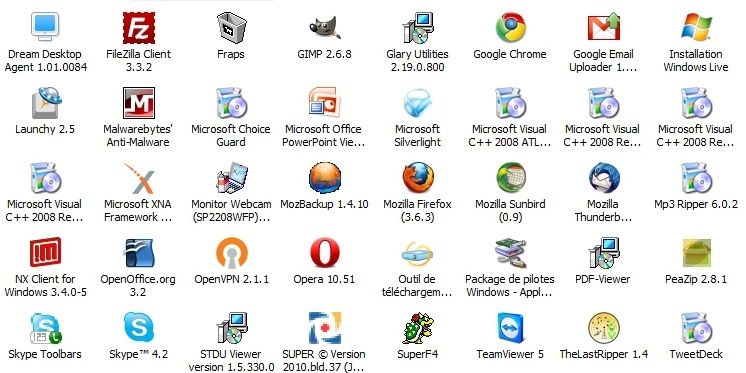 Dream Desktop Agent 1.01.0084
FileZilla Client 3.3.2
Fraps
GIMP 2.6.8
Glary Utilities 2.19.0.800
Google Chrome
Google Email Uploader 1....
Installation Windows Live
Launchy 2.5
Malwarebytes' Anti-Malware
Microsoft Choice Guard
Microsoft Office PowerPoint Vie...
Microsoft Silverlight
Microsoft Visual C++ 2008 ATL...
Microsoft Visual C++ 2008 Re...
Microsoft Visual C++ 2008 Re...
Microsoft Visual C++ 2008 Re...
Microsoft XNA Framework ...
Monitor Webcam (SP2208WFP)...
MozBackup 1.4.10
Mozilla Firefox (3.6.3)
Mozilla Sunbird (0.9)
Mozilla Thunderb...
Mp3 Ripper 6.0.2
NX Client for Windows 3.4.0-5
OpenOffice.org 3.2
OpenVPN 2.1.1
Opera 10.51
Outil de téléchargem...
Package de pilotes Windows - Appl...
PDF-Viewer
PeaZip 2.8.1
Skype Toolbars
Skype™ 4.2
STDU Viewer version 1.5.330.0
SUPER © Version 2010.bld.37 (J...
SuperF4
TeamViewer 5
TheLastRipper 1.4
TweetDeck